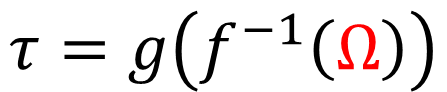 τ = g(f⁻¹(Ω))